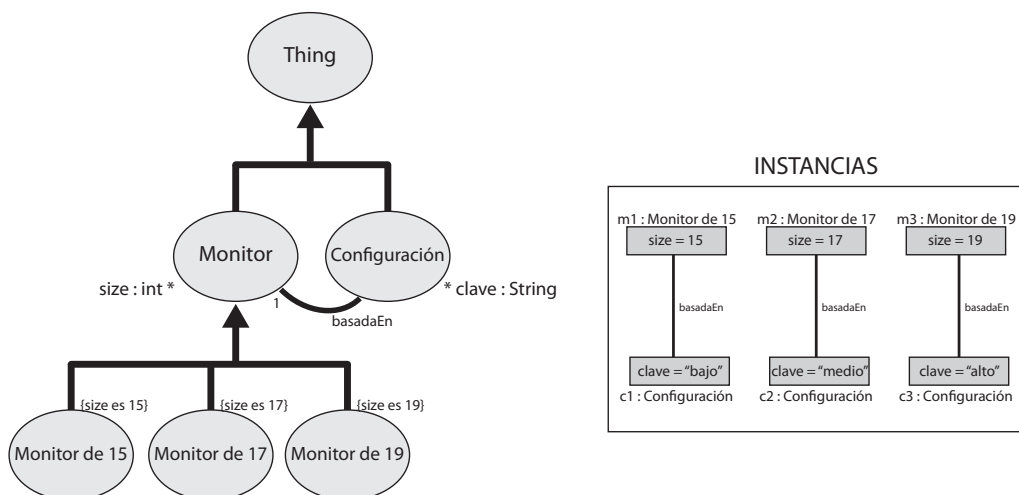 Thing
Monitor
Configuración
size : int *
1
basadaEn
* clave : String
{size es 15}
{size es 17}
{size es 19}
Monitor de 15
Monitor de 17
Monitor de 19
INSTANCIAS
m1 : Monitor de 15
m2 : Monitor de 17
m3 : Monitor de 19
size = 15
size = 17
size = 19
basadaEn
basadaEn
basadaEn
clave = “bajo”
clave = “medio”
clave = “alto”
c1 : Configuración
c2 : Configuración
c3 : Configuración